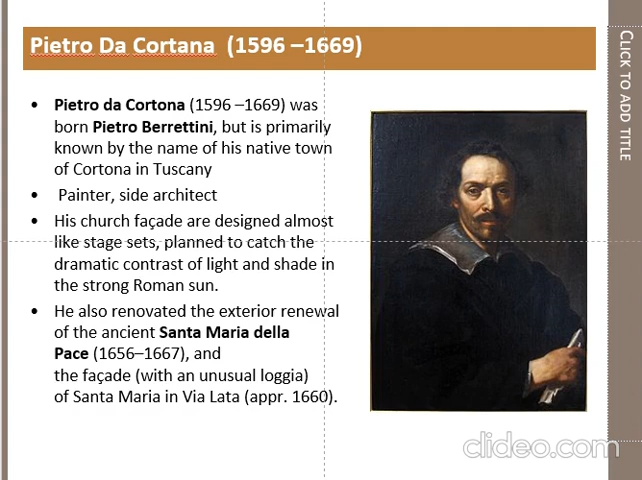 Pietro Da Cortana  (1596 –1669)
CLICK TO ADD TITLE
• Pietro da Cortona (1596 –1669) was
born Pietro Berrettini, but is primarily
known by the name of his native town
of Cortona in Tuscany
• Painter, side architect
• His church façade are designed almost
like stage sets, planned to catch the
dramatic contrast of light and shade in
the strong Roman sun.
• He also renovated the exterior renewal
of the ancient Santa Maria della
Pace (1656–1667), and
the façade (with an unusual loggia)
of Santa Maria in Via Lata (appr. 1660).
clideo.com